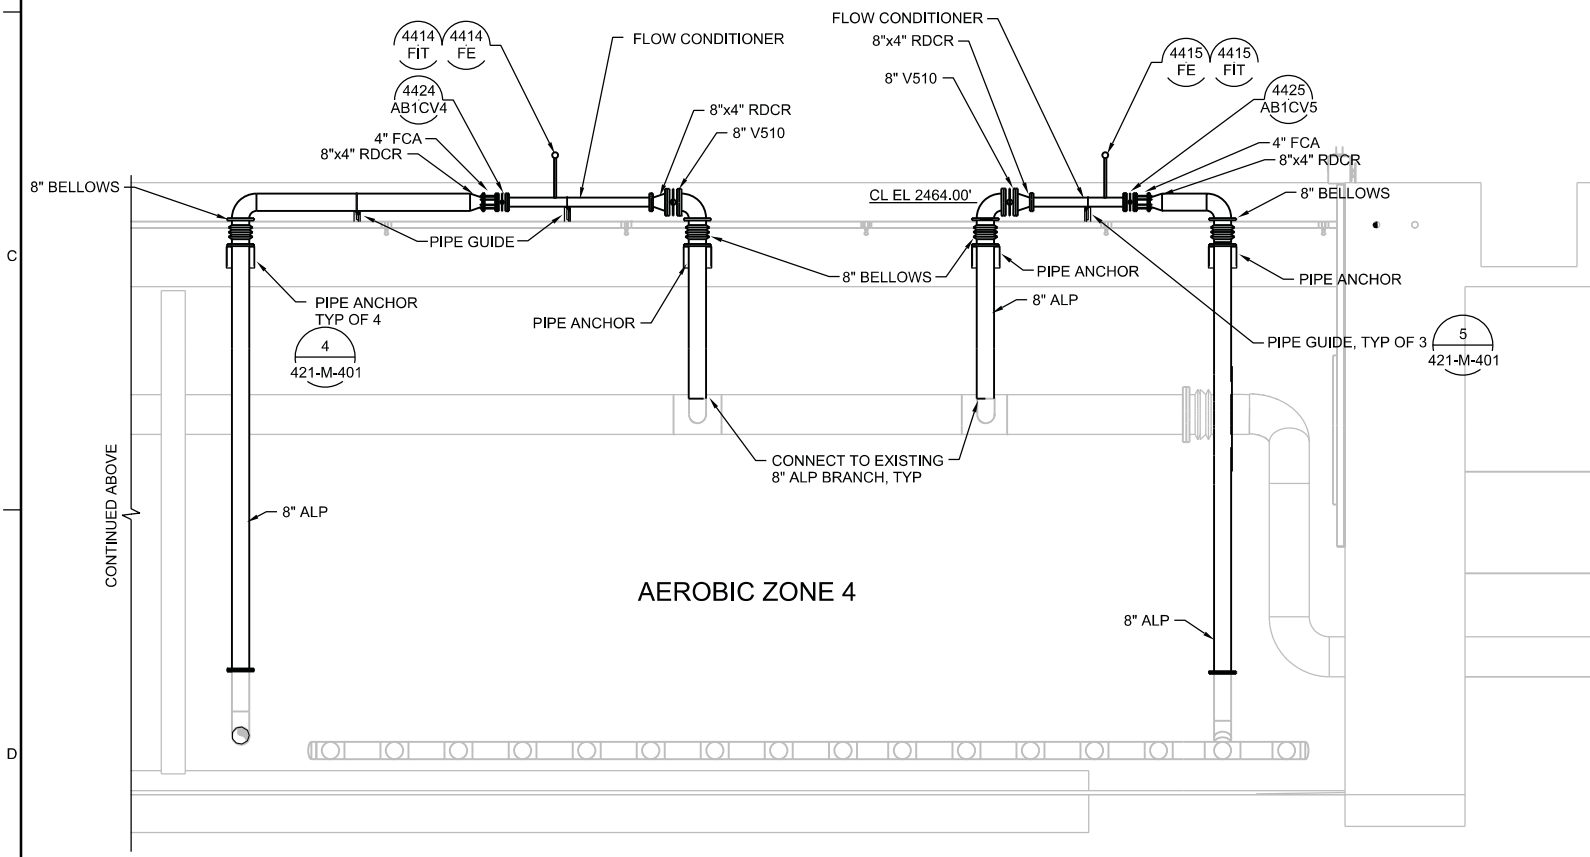 FLOW CONDITIONER
8"x4" RDCR
8" V510
4414
FIT
4414
FE
FLOW CONDITIONER
4424
AB1CV4
4" FCA
8"x4" RDCR
8"x4" RDCR
8" V510
4415
FE
4415
FIT
4425
AB1CV5
4" FCA
8"x4" RDCR
8" BELLOWS
8" BELLOWS
CL EL 2464.00'
PIPE GUIDE
C
8" BELLOWS
PIPE ANCHOR
PIPE ANCHOR
PIPE ANCHOR
TYP OF 4
8" ALP
PIPE ANCHOR
4
421-M-401
PIPE GUIDE, TYP OF 3
5
421-M-401
CONNECT TO EXISTING
8" ALP BRANCH, TYP
CONTINUED ABOVE
8" ALP
AEROBIC ZONE 4
8" ALP
D